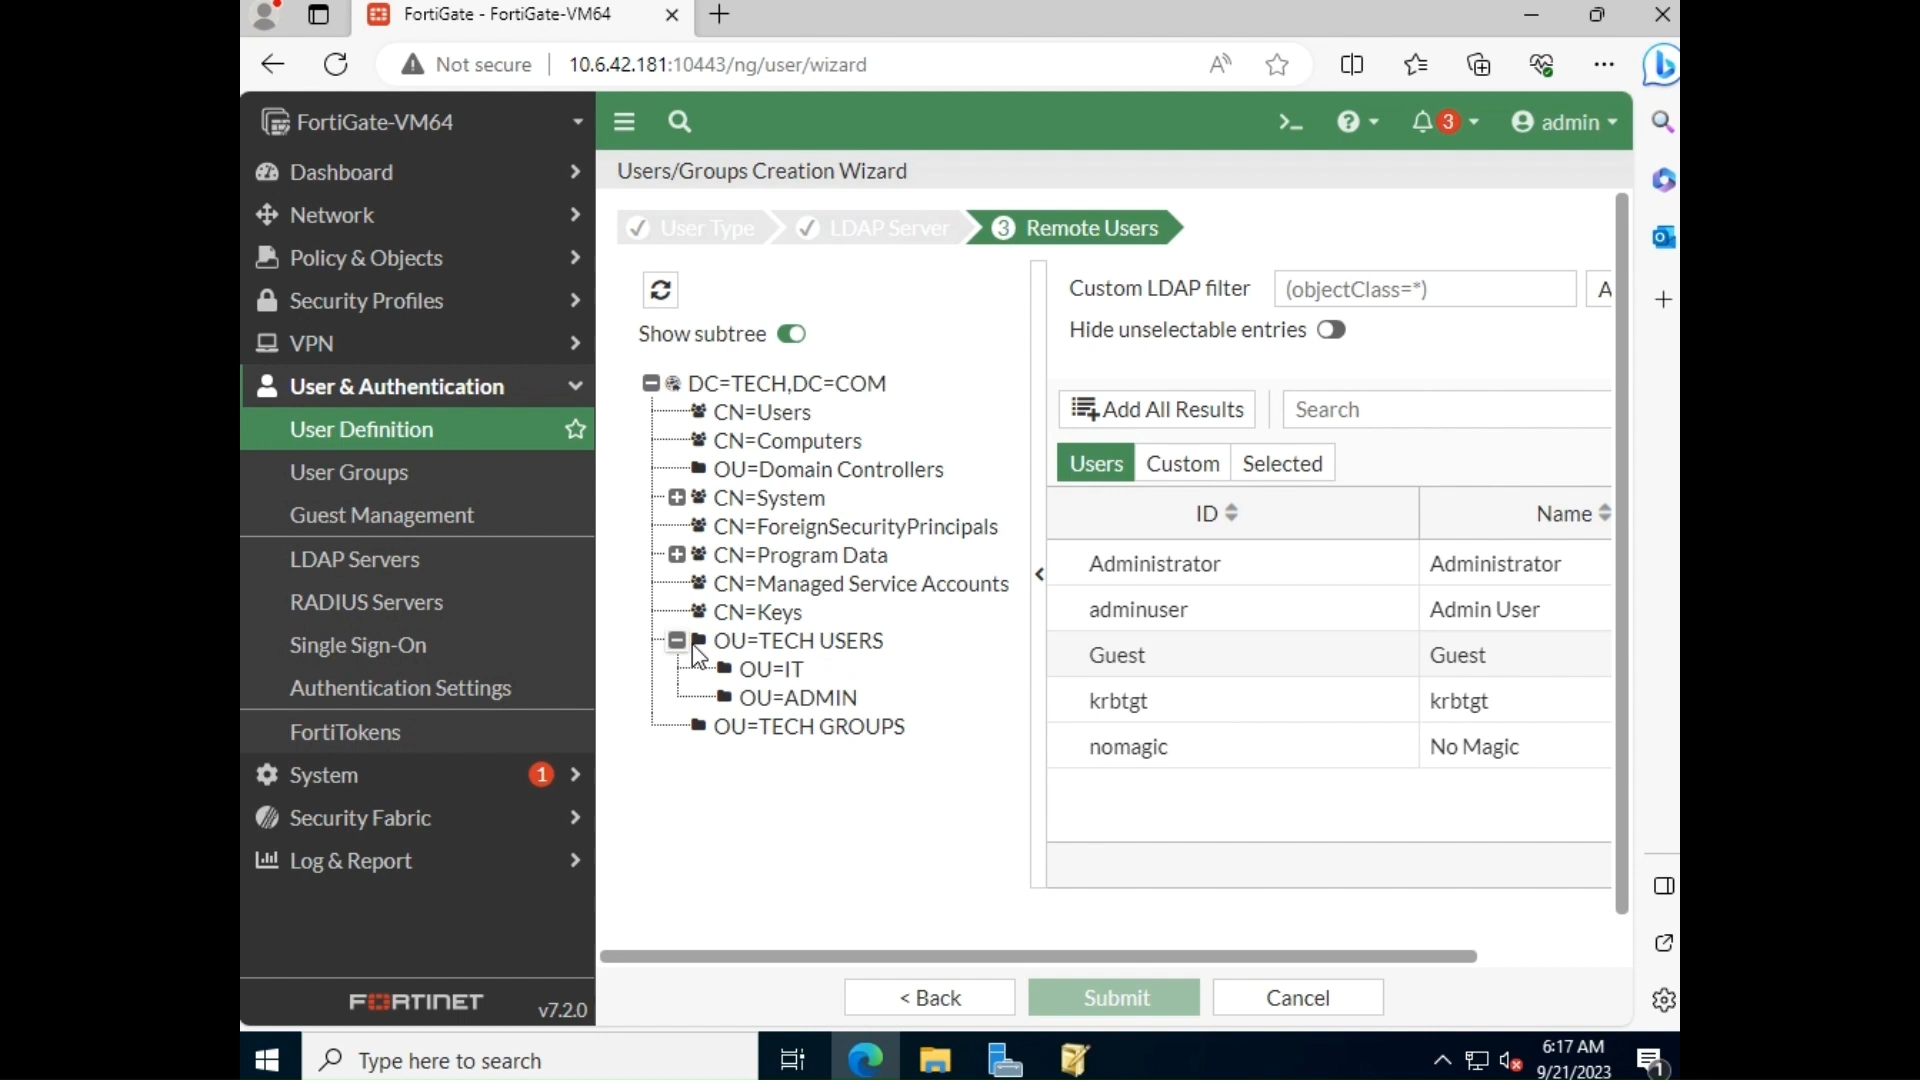 FortiGate - FortiGate-VM64
Not secure
10.6.42.181:10443/ng/user/wizard
FortiGate-VM64
Dashboard
Network
Policy & Objects
Security Profiles
VPN
User & Authentication
User Definition
User Groups
Guest Management
LDAP Servers
RADIUS Servers
Single Sign-On
Authentication Settings
FortiTokens
System 1
Security Fabric
Log & Report
FORTINET v7.2.0
>_ ? 3 admin
Users/Groups Creation Wizard
User Type
LDAP Server
3 Remote Users
Show subtree
DC=TECH,DC=COM
CN=Users
CN=Computers
OU=Domain Controllers
CN=System
CN=ForeignSecurityPrincipals
CN=Program Data
CN=Managed Service Accounts
CN=Keys
OU=TECH USERS
OU=IT
OU=ADMIN
OU=TECH GROUPS
Custom LDAP filter (objectClass=*) A
Hide unselectable entries
Add All Results Search
Users Custom Selected
ID Name
Administrator Administrator
adminuser Admin User
Guest Guest
krbtgt krbtgt
nomagic No Magic
< Back Submit Cancel
Type here to search
6:17 AM
9/21/2023
1